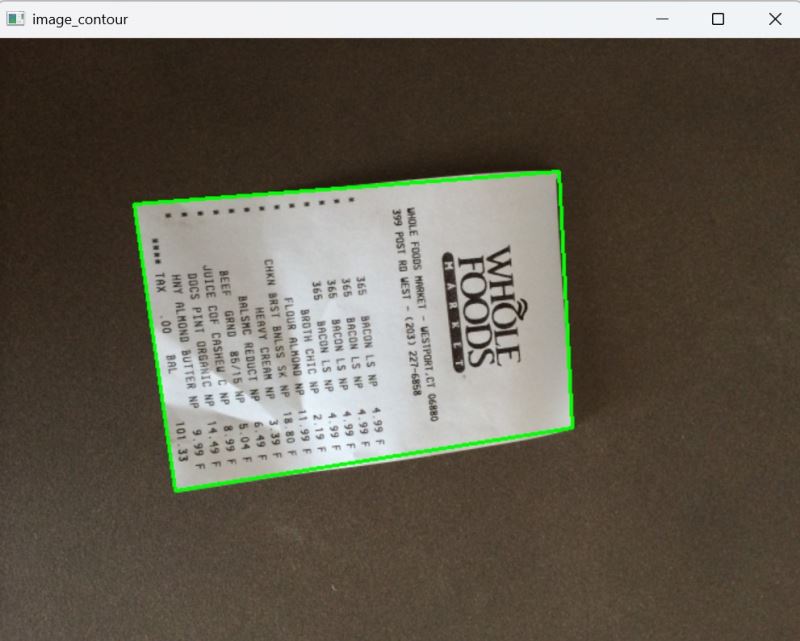 image_contour
WHOLE
FOODS
MARKET
WHOLE FOODS MARKET - WESTPORT,CT 06880
399 POST RD WEST - (203) 227-6858
365 BACON LS NP 4.99 F
365 BACON LS NP 4.99 F
365 BACON LS NP 4.99 F
365 BACON LS NP 4.99 F
BROTH CHIC NP 2.19 F
FLOUR ALMOND NP 11.99 F
CHKN BRST BNLSS SK NP 18.80 F
HEAVY CREAM NP 3.39 F
BALSMC REDUCT NP 6.49 F
BEEF GRND 85/15 NP 5.04 F
JUICE COF CASHEW C NP 8.99 F
DOCS PINT ORGANIC NP 14.49 F
HNY ALMOND BUTTER NP 9.99 F
**** TAX .00 BAL 101.33